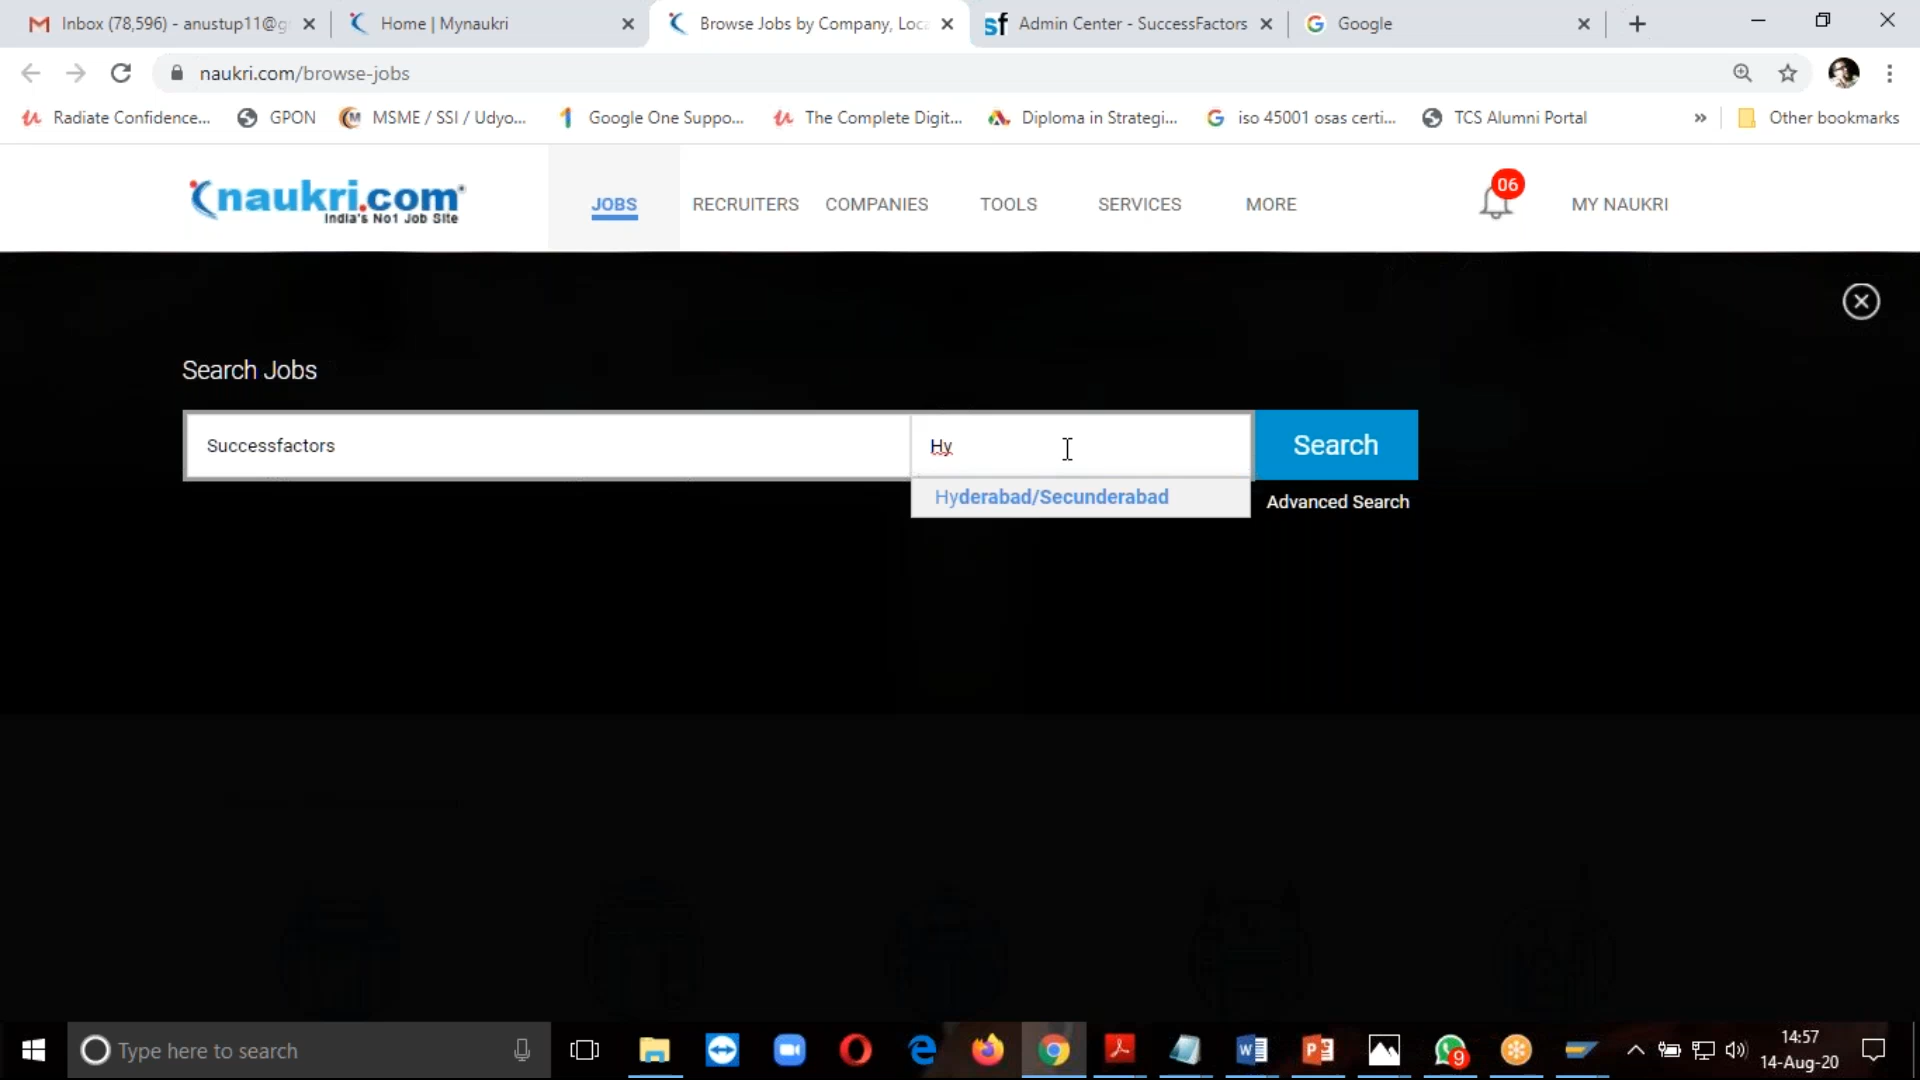 Inbox (78,596) - anustup11@g
Home | Mynaukri
Browse Jobs by Company, Loca
sf Admin Center - SuccessFactors
Google
naukri.com/browse-jobs
Radiate Confidence...
GPON
MSME / SSI / Udyo...
Google One Suppo...
The Complete Digit...
Diploma in Strategi...
iso 45001 osas certi...
TCS Alumni Portal
»
Other bookmarks
naukri.com
India's No1 Job Site
JOBS
RECRUITERS
COMPANIES
TOOLS
SERVICES
MORE
06
MY NAUKRI
Search Jobs
Successfactors
Hy
Search
Hyderabad/Secunderabad
Advanced Search
Type here to search
9
14:57
14-Aug-20